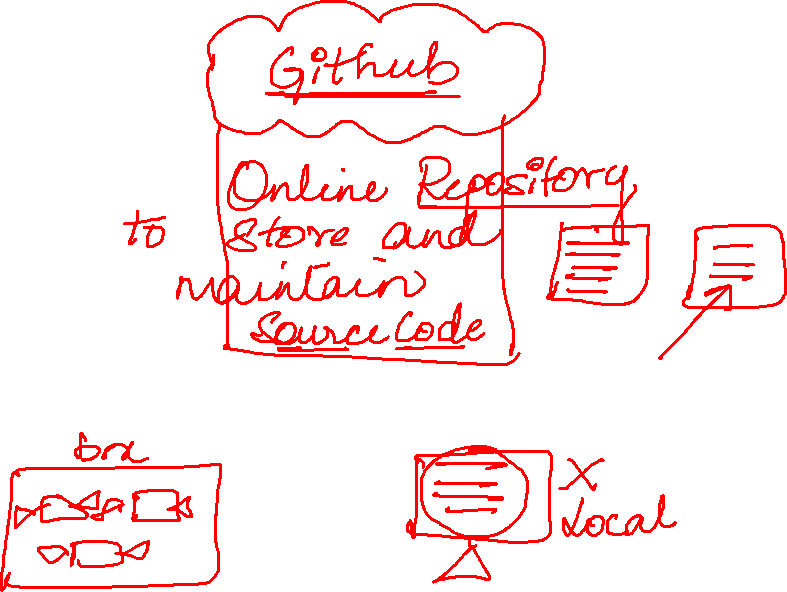 Github
Online Repository
to store and
maintain
Source Code
box
X
Local